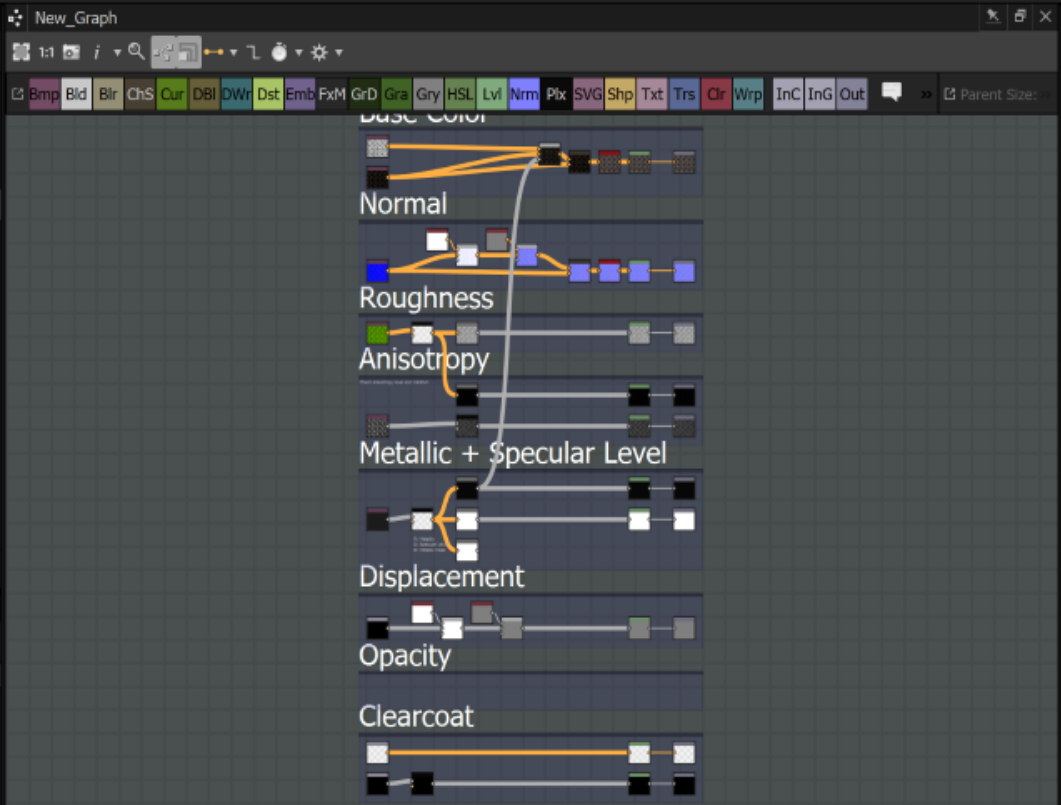 New_Graph
1:1 i
Bmp Bld Blr ChS Cur DBl DWr Dst Emb FxM GrD Gra Gry HSL Lvl Nrm Plx SVG Shp Txt Trs Clr Wrp InC InG Out » Parent Size: »
Base Color
Normal
Roughness
Anisotropy
Metallic + Specular Level
Displacement
Opacity
Clearcoat